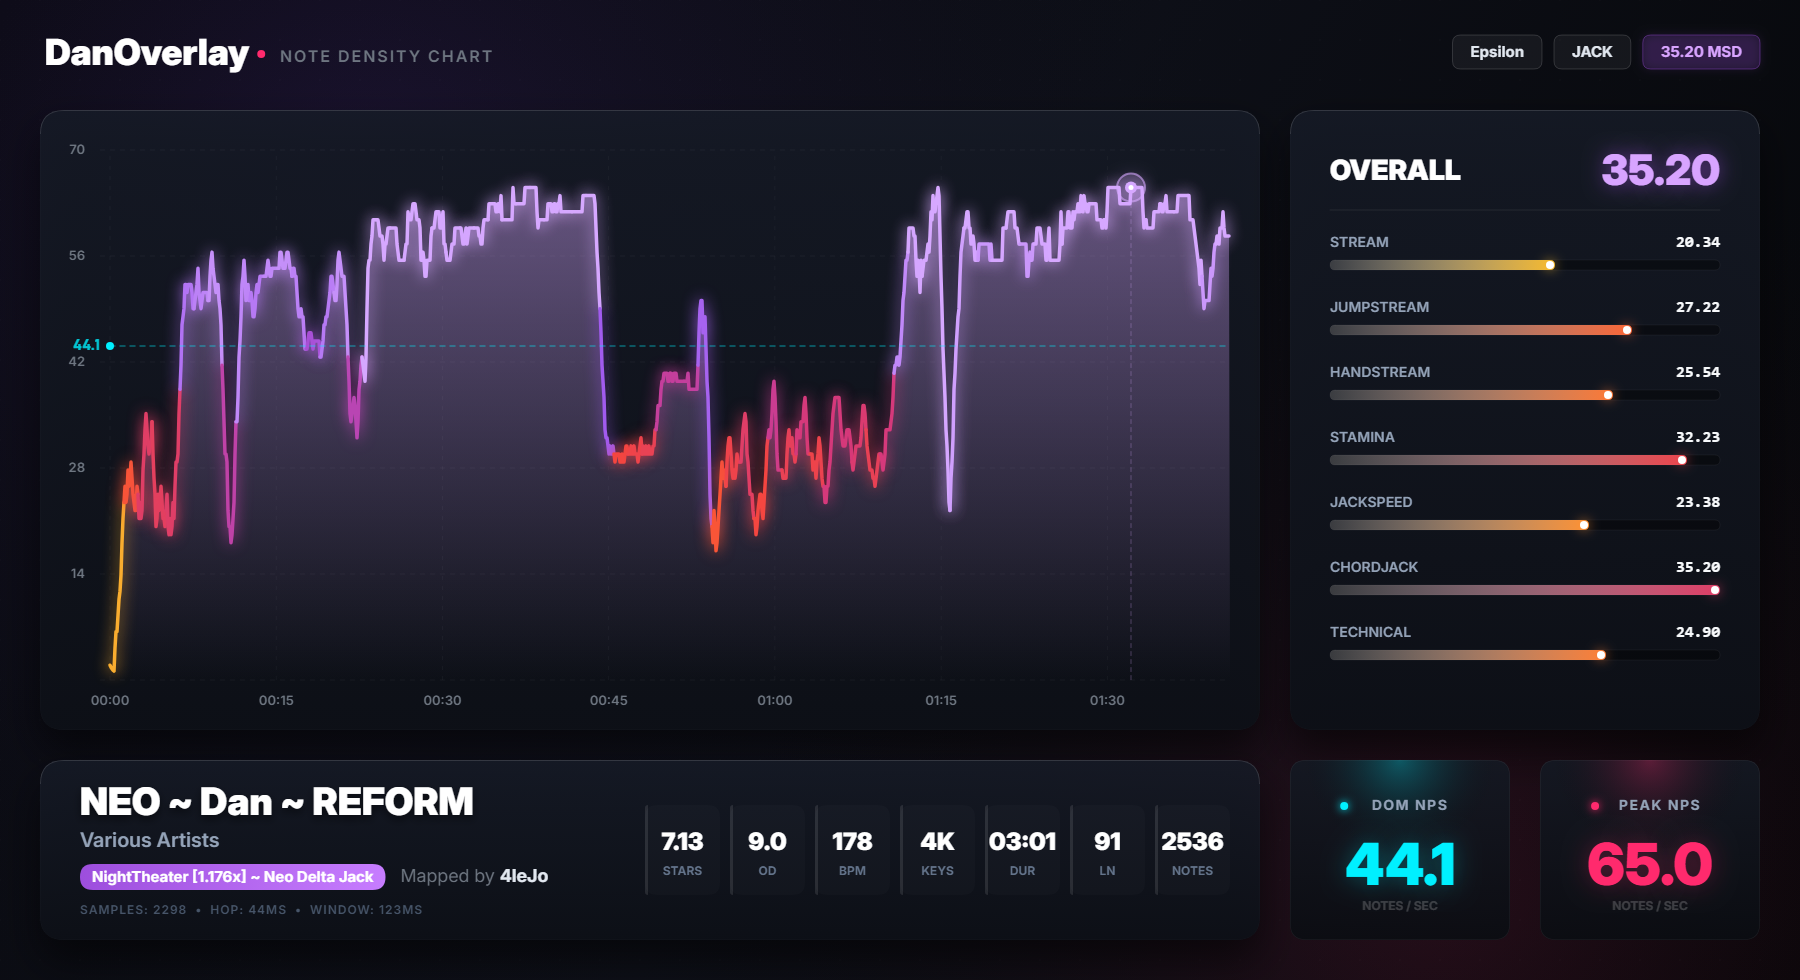 DanOverlay • NOTE DENSITY CHART
Epsilon
JACK
35.20 MSD
70
56
44.1
42
28
14
00:00
00:15
00:30
00:45
01:00
01:15
01:30
OVERALL 35.20
STREAM 20.34
JUMPSTREAM 27.22
HANDSTREAM 25.54
STAMINA 32.23
JACKSPEED 23.38
CHORDJACK 35.20
TECHNICAL 24.90
NEO ~ Dan ~ REFORM
Various Artists
NightTheater [1.176x] ~ Neo Delta Jack
Mapped by 4leJo
SAMPLES: 2298 • HOP: 44MS • WINDOW: 123MS
7.13
STARS
9.0
OD
178
BPM
4K
KEYS
03:01
DUR
91
LN
2536
NOTES
DOM NPS
44.1
NOTES / SEC
PEAK NPS
65.0
NOTES / SEC